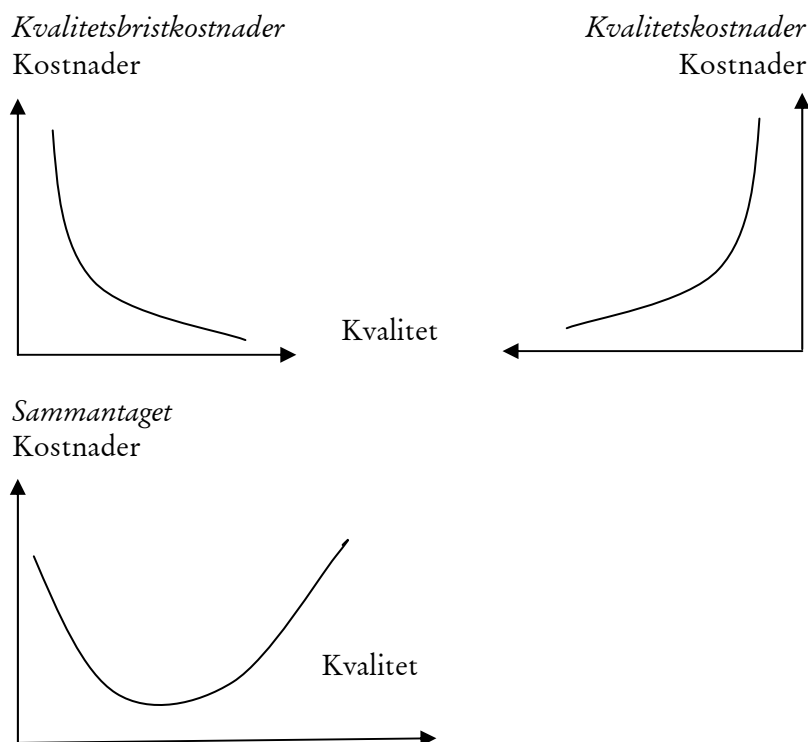 Kvalitetsbristkostnader
Kostnader
Kvalitetskostnader
Kostnader
Kvalitet
Sammantaget
Kostnader
Kvalitet